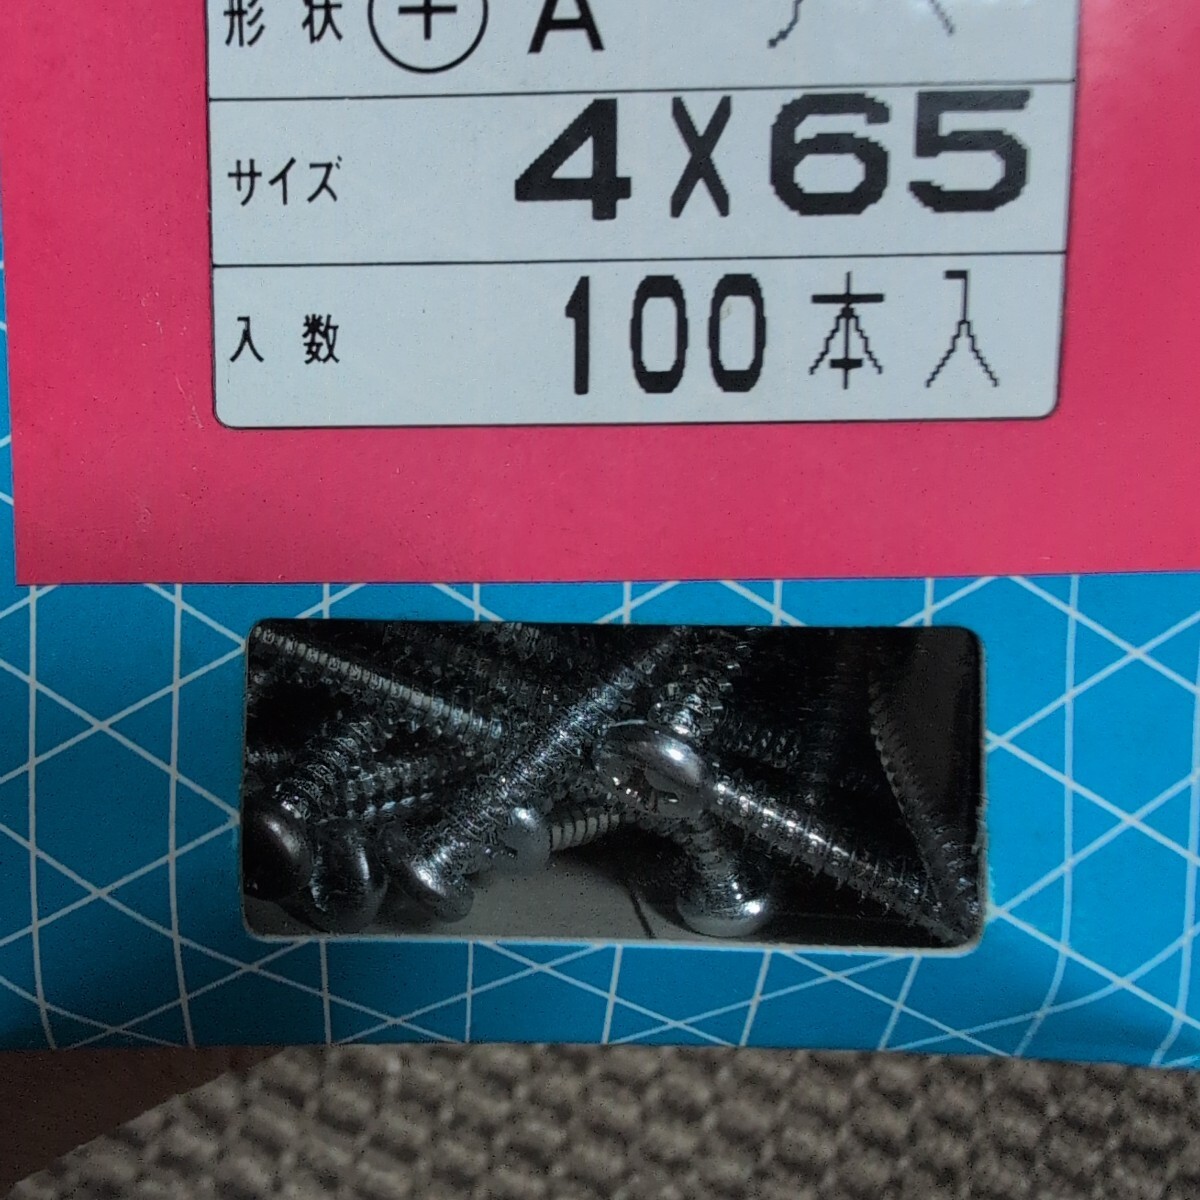 形状 ⊕ A
サイズ 4X65
入数 100本入